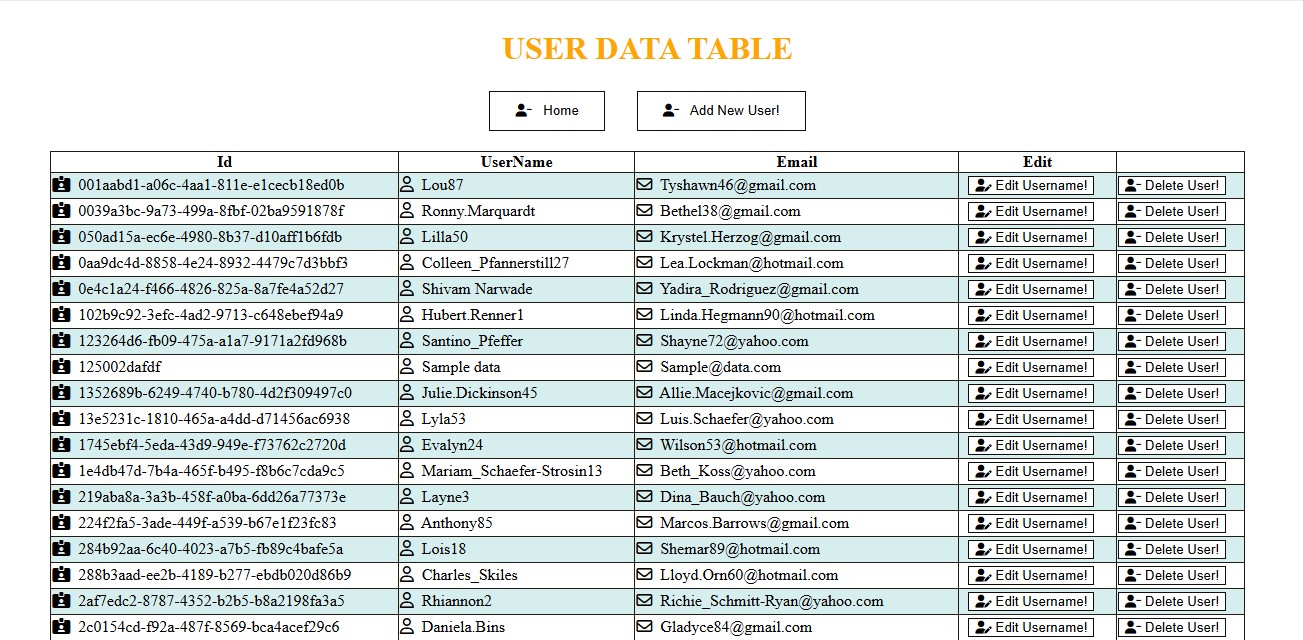 USER DATA TABLE
Home Add New User!
Id UserName Email Edit
001aabd1-a06c-4aa1-811e-e1cecb18ed0b Lou87 Tyshawn46@gmail.com Edit Username! Delete User!
0039a3bc-9a73-499a-8fbf-02ba9591878f Ronny.Marquardt Bethel38@gmail.com Edit Username! Delete User!
050ad15a-ec6e-4980-8b37-d10aff1b6fdb Lilla50 Krystel.Herzog@gmail.com Edit Username! Delete User!
0aa9dc4d-8858-4e24-8932-4479c7d3bbf3 Colleen_Pfannerstill27 Lea.Lockman@hotmail.com Edit Username! Delete User!
0e4c1a24-f466-4826-825a-8a7fe4a52d27 Shivam Narwade Yadira_Rodriguez@gmail.com Edit Username! Delete User!
102b9c92-3efc-4ad2-9713-c648ebef94a9 Hubert.Renner1 Linda.Hegmann90@hotmail.com Edit Username! Delete User!
123264d6-fb09-475a-a1a7-9171a2fd968b Santino_Pfeffer Shayne72@yahoo.com Edit Username! Delete User!
125002dafdf Sample data Sample@data.com Edit Username! Delete User!
1352689b-6249-4740-b780-4d2f309497c0 Julie.Dickinson45 Allie.Macejkovic@gmail.com Edit Username! Delete User!
13e5231c-1810-465a-a4dd-d71456ac6938 Lyla53 Luis.Schaefer@yahoo.com Edit Username! Delete User!
1745ebf4-5eda-43d9-949e-f73762c2720d Evalyn24 Wilson53@hotmail.com Edit Username! Delete User!
1e4db47d-7b4a-465f-b495-f8b6c7cda9c5 Mariam_Schaefer-Strosin13 Beth_Koss@yahoo.com Edit Username! Delete User!
219aba8a-3a3b-458f-a0ba-6dd26a77373e Layne3 Dina_Bauch@yahoo.com Edit Username! Delete User!
224f2fa5-3ade-449f-a539-b67e1f23fc83 Anthony85 Marcos.Barrows@gmail.com Edit Username! Delete User!
284b92aa-6c40-4023-a7b5-fb89c4bafe5a Lois18 Shemar89@hotmail.com Edit Username! Delete User!
288b3aad-ee2b-4189-b277-ebdb020d86b9 Charles_Skiles Lloyd.Orn60@hotmail.com Edit Username! Delete User!
2af7edc2-8787-4352-b2b5-b8a2198fa3a5 Rhiannon2 Richie_Schmitt-Ryan@yahoo.com Edit Username! Delete User!
2c0154cd-f92a-487f-8569-bca4acef29c6 Daniela.Bins Gladyce84@gmail.com Edit Username! Delete User!